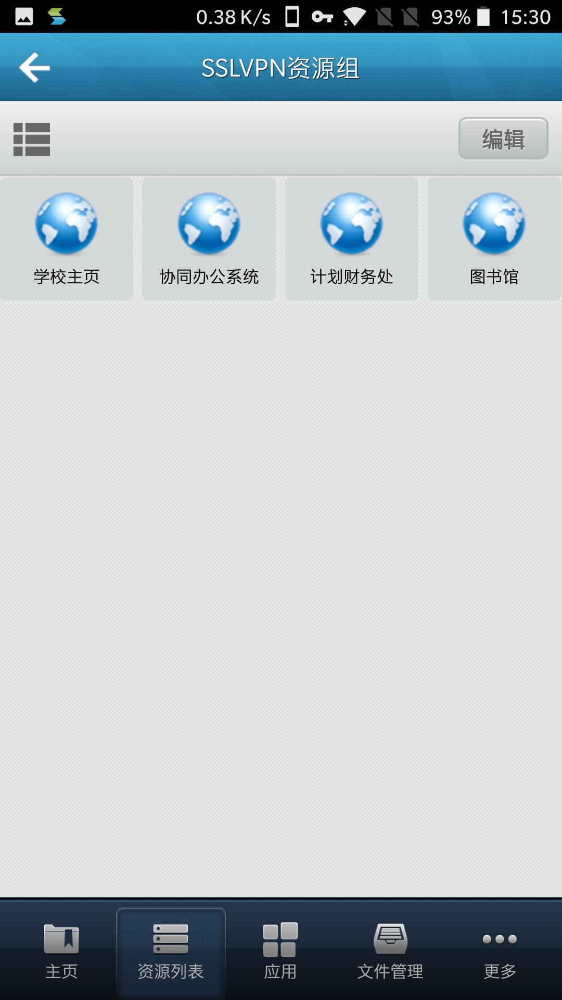 0.38 K/s 93% 15:30
SSLVPN资源组
编辑
学校主页 协同办公系统 计划财务处 图书馆
主页 资源列表 应用 文件管理 更多